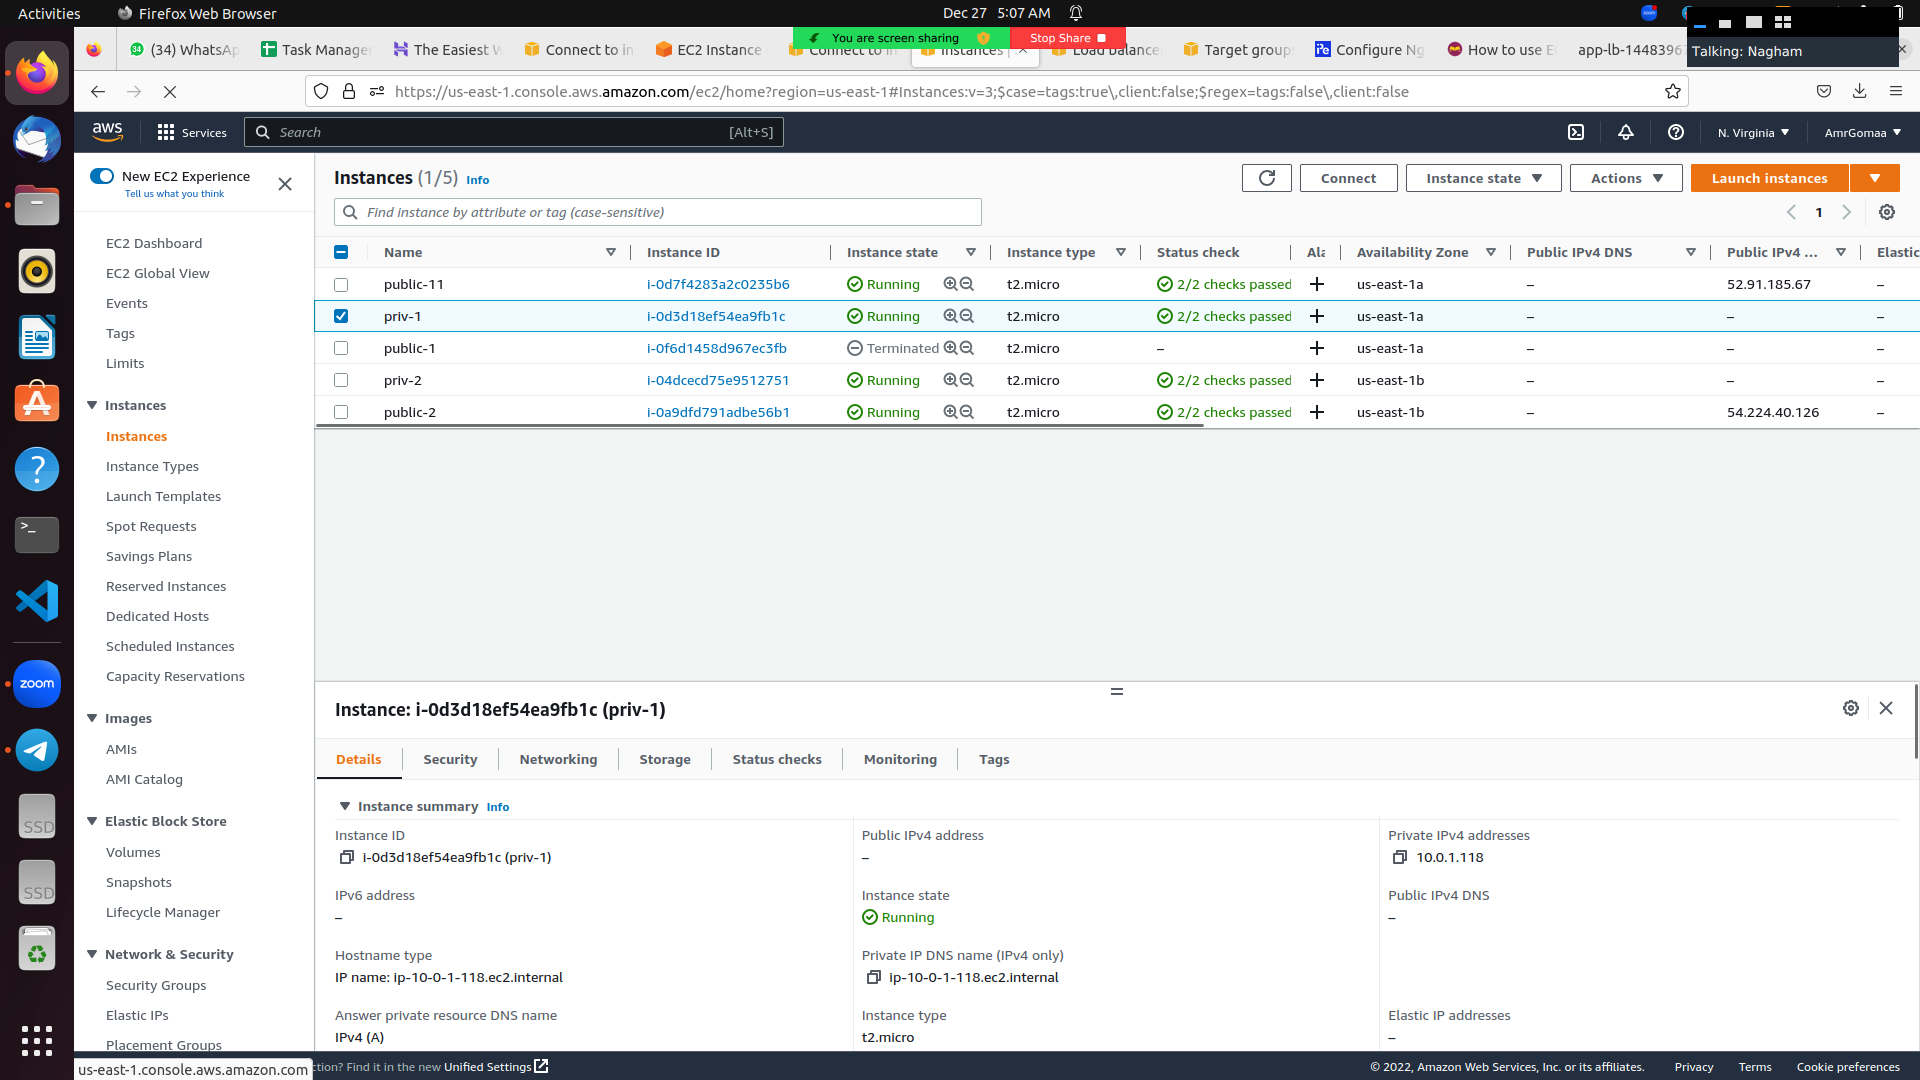 Activities
Firefox Web Browser
Dec 27 5:07 AM
zoom
(34) WhatsAp
Task Manager
The Easiest W
Connect to in
EC2 Instance
Connect to in
Instances
Load balance
Target group
Configure Ng
How to use E
app-lb-1448396
You are screen sharing
Stop Share
Talking: Nagham
https://us-east-1.console.aws.amazon.com/ec2/home?region=us-east-1#Instances:v=3;$case=tags:true\,client:false;$regex=tags:false\,client:false
aws
Services
Search
[Alt+S]
N. Virginia
AmrGomaa
New EC2 Experience
Tell us what you think
EC2 Dashboard
EC2 Global View
Events
Tags
Limits
Instances
Instances
Instance Types
Launch Templates
Spot Requests
Savings Plans
Reserved Instances
Dedicated Hosts
Scheduled Instances
Capacity Reservations
Images
AMIs
AMI Catalog
Elastic Block Store
Volumes
Snapshots
Lifecycle Manager
Network & Security
Security Groups
Elastic IPs
Placement Groups
zoom
SSD
SSD
Instances (1/5) Info
Connect
Instance state
Actions
Launch instances
Find instance by attribute or tag (case-sensitive)
1
Name Instance ID Instance state Instance type Status check Ala Availability Zone Public IPv4 DNS Public IPv4 ... Elastic
public-11 i-0d7f4283a2c0235b6 Running t2.micro 2/2 checks passed + us-east-1a – 52.91.185.67 –
priv-1 i-0d3d18ef54ea9fb1c Running t2.micro 2/2 checks passed + us-east-1a – – –
public-1 i-0f6d1458d967ec3fb Terminated t2.micro – + us-east-1a – – –
priv-2 i-04dcecd75e9512751 Running t2.micro 2/2 checks passed + us-east-1b – – –
public-2 i-0a9dfd791adbe56b1 Running t2.micro 2/2 checks passed + us-east-1b – 54.224.40.126 –
Instance: i-0d3d18ef54ea9fb1c (priv-1)
Details Security Networking Storage Status checks Monitoring Tags
Instance summary Info
Instance ID
i-0d3d18ef54ea9fb1c (priv-1)
Public IPv4 address
–
Private IPv4 addresses
10.0.1.118
IPv6 address
–
Instance state
Running
Public IPv4 DNS
–
Hostname type
IP name: ip-10-0-1-118.ec2.internal
Private IP DNS name (IPv4 only)
ip-10-0-1-118.ec2.internal
Answer private resource DNS name
IPv4 (A)
Instance type
t2.micro
Elastic IP addresses
–
us-east-1.console.aws.amazon.com
ction? Find it in the new Unified Settings
© 2022, Amazon Web Services, Inc. or its affiliates.
Privacy
Terms
Cookie preferences